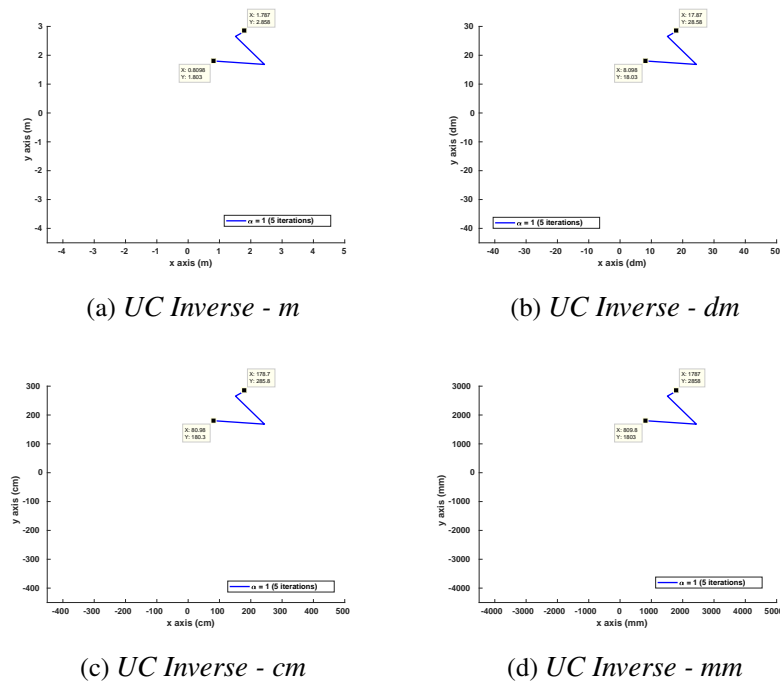 X: 1.787
Y: 2.858
X: 0.8098
Y: 1.803
3
2
1
0
-1
-2
-3
-4
y axis (m)
α = 1 (5 iterations)
-4 -3 -2 -1 0 1 2 3 4 5
x axis (m)
(a) UC Inverse - m
X: 17.87
Y: 28.58
X: 8.098
Y: 18.03
30
20
10
0
-10
-20
-30
-40
y axis (dm)
α = 1 (5 iterations)
-40 -30 -20 -10 0 10 20 30 40 50
x axis (dm)
(b) UC Inverse - dm
X: 178.7
Y: 285.8
X: 80.98
Y: 180.3
300
200
100
0
-100
-200
-300
-400
y axis (cm)
α = 1 (5 iterations)
-400 -300 -200 -100 0 100 200 300 400 500
x axis (cm)
(c) UC Inverse - cm
X: 1787
Y: 2858
X: 809.8
Y: 1803
3000
2000
1000
0
-1000
-2000
-3000
-4000
y axis (mm)
α = 1 (5 iterations)
-4000 -3000 -2000 -1000 0 1000 2000 3000 4000 5000
x axis (mm)
(d) UC Inverse - mm